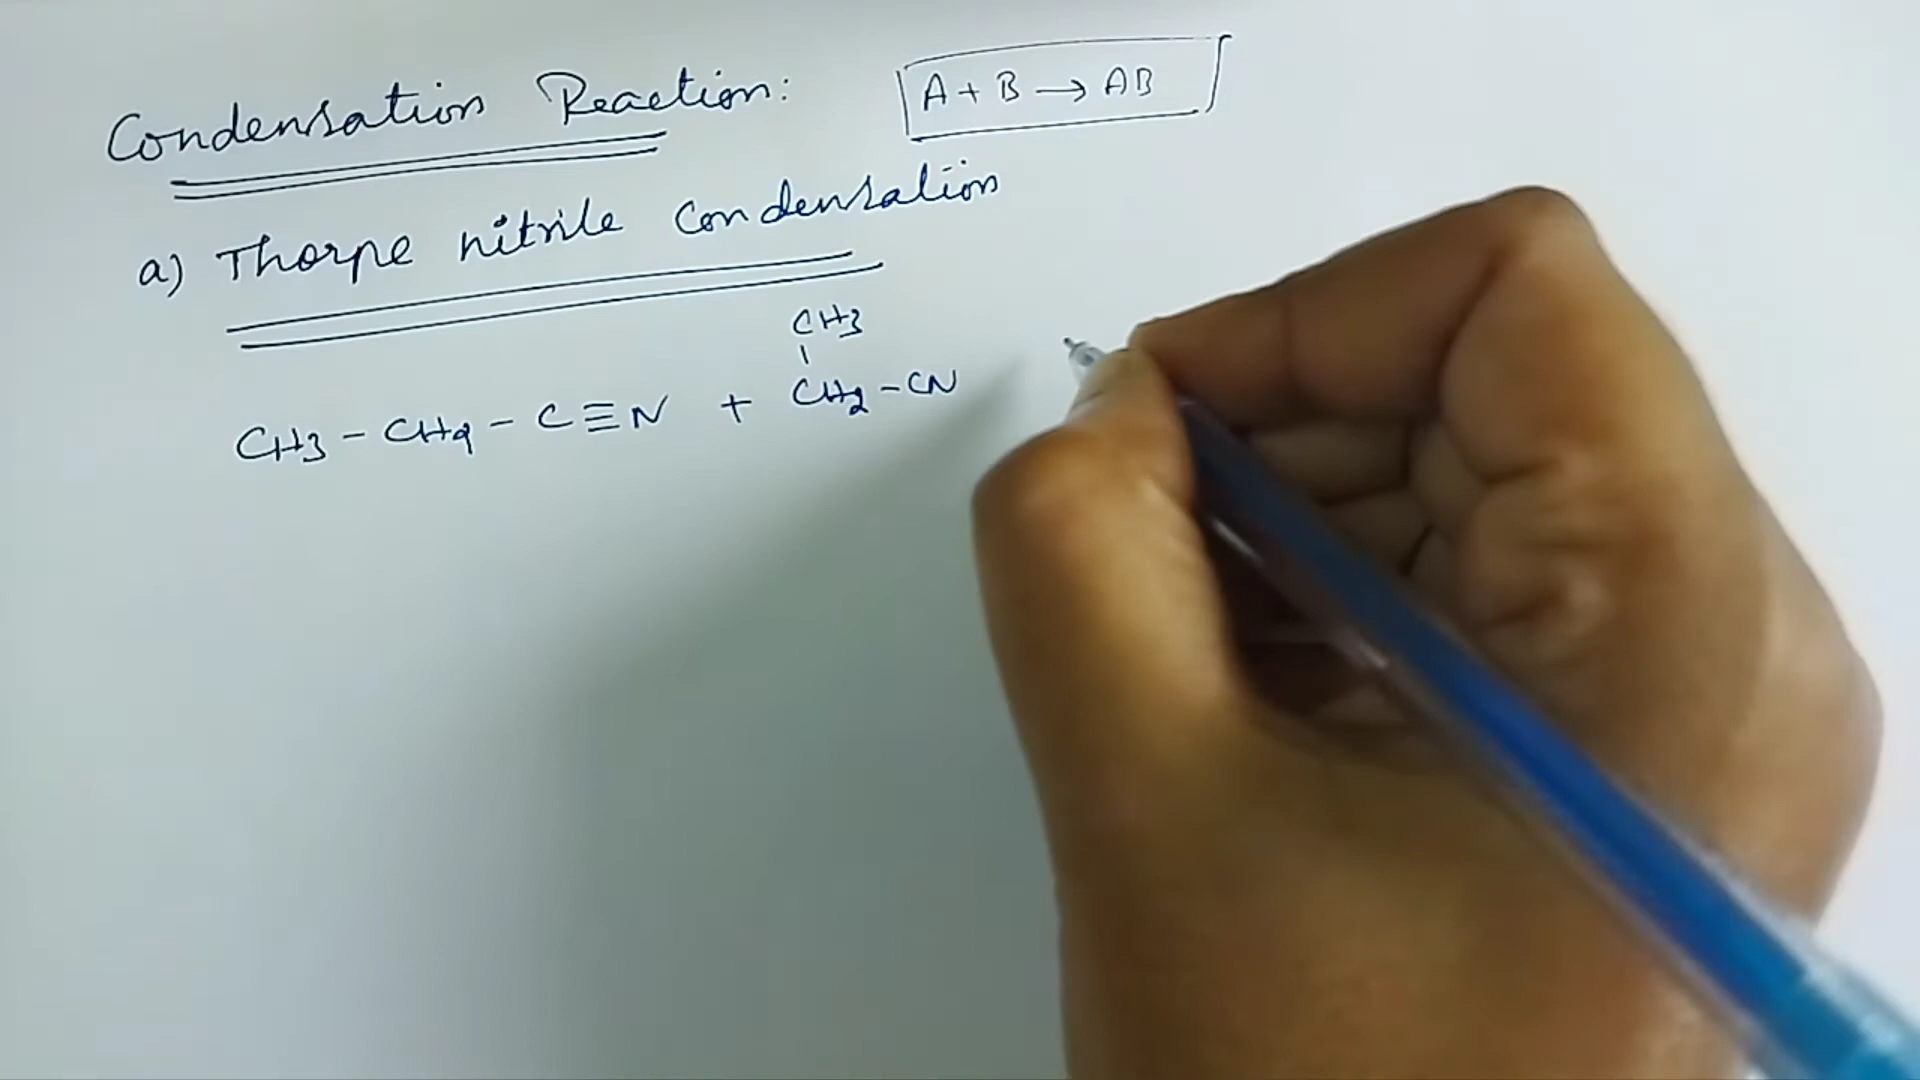 Condensation Reaction: A + B → AB
a) Thorpe nitrile Condensation
CH3
|
CH3 - CH2 - C≡N + CH2 - CN